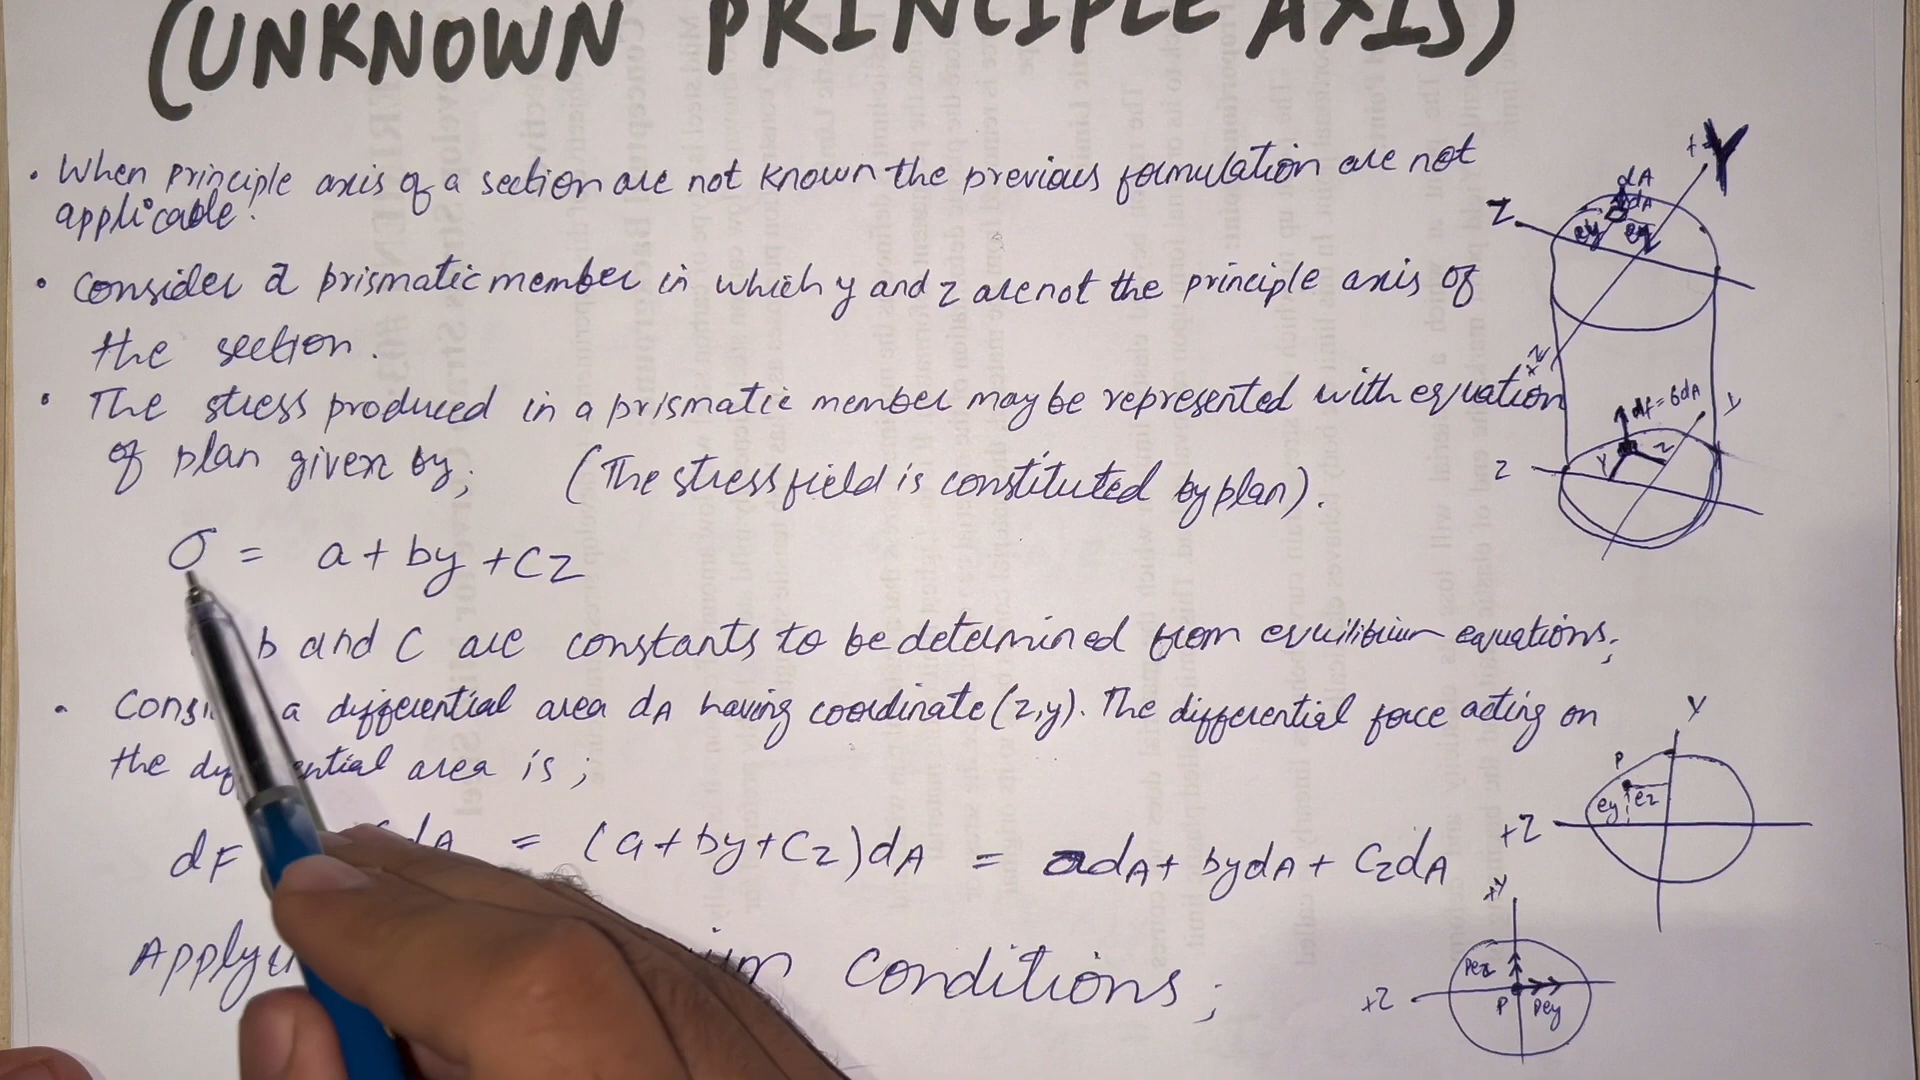 (UNKNOWN PRINCIPLE AXIS)
• When principle axis of a section are not known the previous formulation are not
applicable.
• Consider a prismatic member in which y and z are not the principle axis of
the section.
• The stress produced in a prismatic member may be represented with equation
of plan given by; (The stress field is constituted by plan).
σ = a + by + cz
b and c are constants to be determined from equilibrium equations;
• a differential area dA having coordinate (z,y). The differential force acting on
the area is;
dF dA = (a+by+cz)dA = adA + bydA + czdA
conditions;
+Y
dA
dA
Z
ey
ez
dF = σdA
Y
z
y
Z
Y
P
ey ez
+Z
+Y
Pez
+Z
P Pey